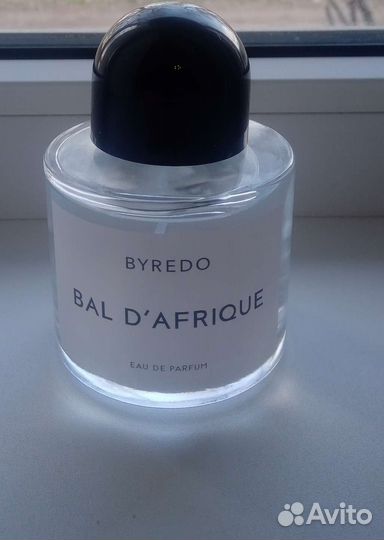 BYREDO
BAL D'AFRIQUE
EAU DE PARFUM
Avito